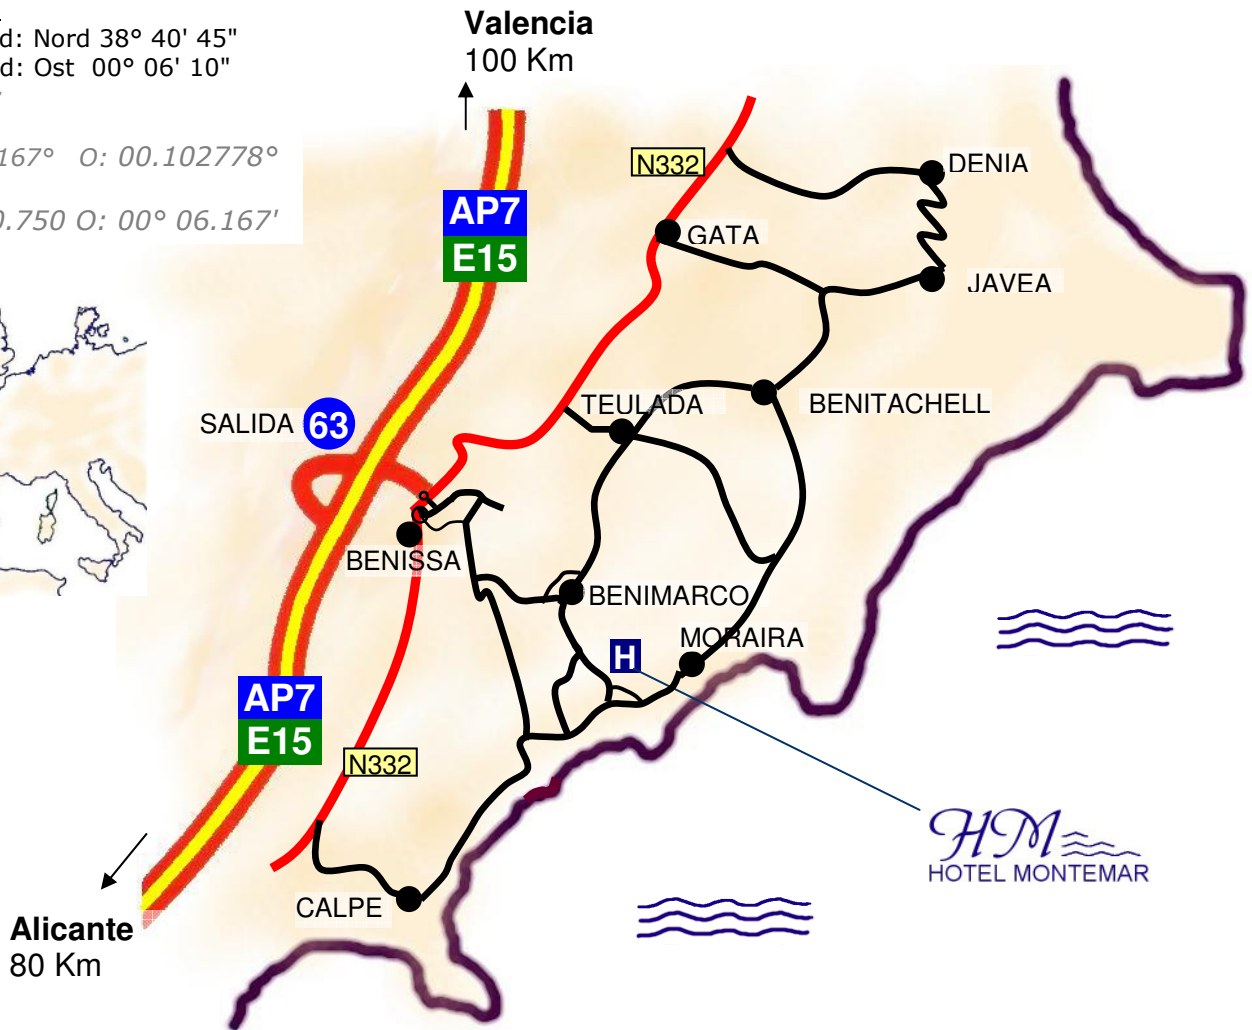 d: Nord 38° 40' 45"
d: Ost 00° 06' 10"
167° O: 00.102778°
0.750 O: 00° 06.167'
Valencia
100 Km
N332
DENIA
AP7
E15
GATA
JAVEA
SALIDA 63
TEULADA
BENITACHELL
BENISSA
BENIMARCO
MORAIRA
H
AP7
E15
N332
HM
HOTEL MONTEMAR
CALPE
Alicante
80 Km